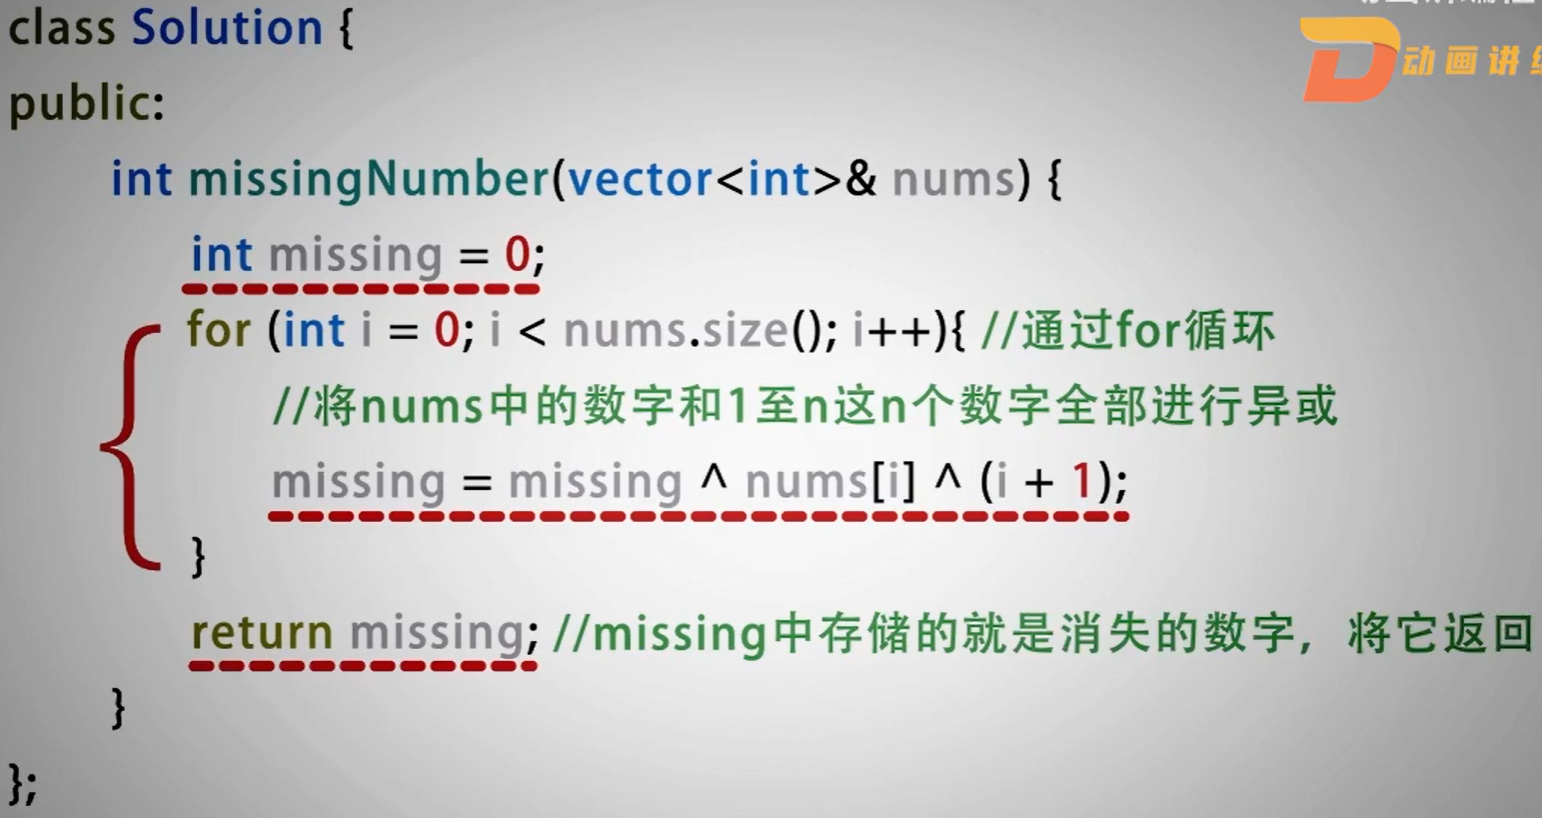 class Solution {
动画讲
public:
int missingNumber(vector<int>& nums) {
int missing = 0;
for (int i = 0; i < nums.size(); i++){ //通过for循环
//将nums中的数字和1至n这n个数字全部进行异或
missing = missing ^ nums[i] ^ (i + 1);
}
return missing; //missing中存储的就是消失的数字，将它返回
}
};